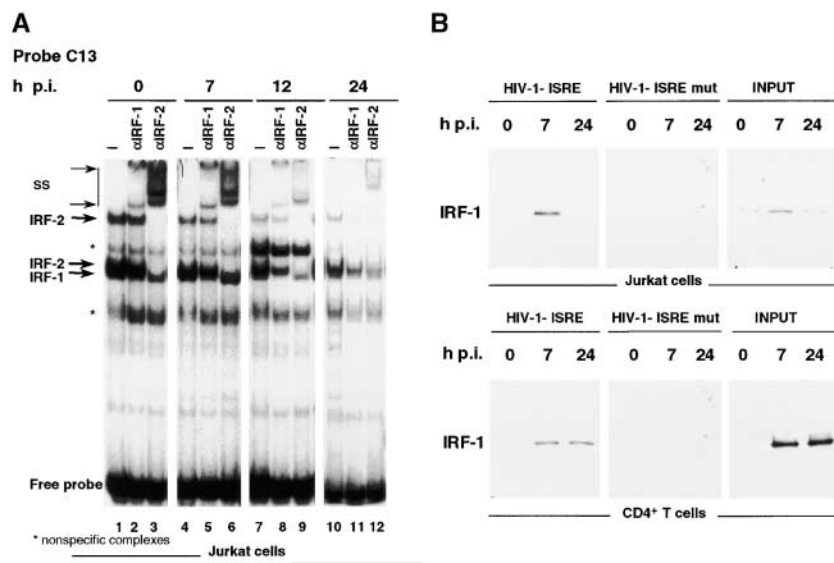 A
Probe C13
h p.i. 0 7 12 24
– αIRF-1 αIRF-2 – αIRF-1 αIRF-2 – αIRF-1 αIRF-2 – αIRF-1 αIRF-2
SS
IRF-2
*
IRF-2
IRF-1
*
Free probe
1 2 3 4 5 6 7 8 9 10 11 12
* nonspecific complexes
Jurkat cells
B
HIV-1- ISRE HIV-1- ISRE mut INPUT
h p.i. 0 7 24 0 7 24 0 7 24
IRF-1
Jurkat cells
HIV-1- ISRE HIV-1- ISRE mut INPUT
h p.i. 0 7 24 0 7 24 0 7 24
IRF-1
CD4+ T cells